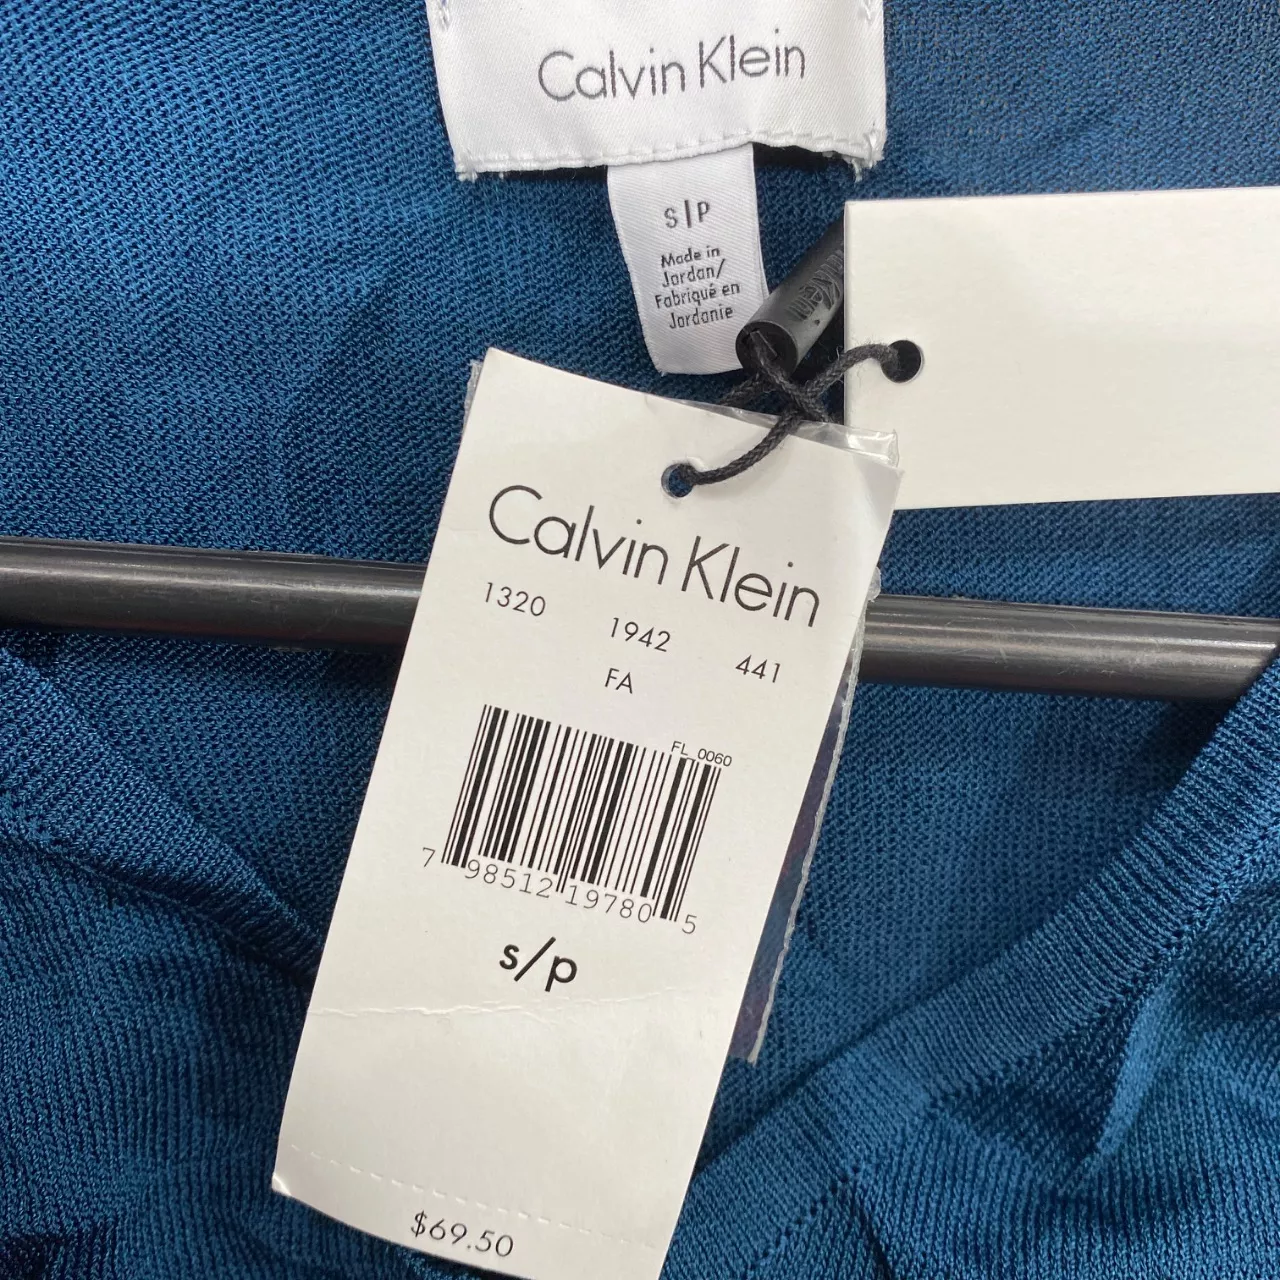 Calvin Klein
S|P
Made in
Jordan/
Fabriqué en
Jordanie
Klein
Calvin Klein
1320 1942 441
FA
FL_0060
7 98512 19780 5
s/p
$69.50